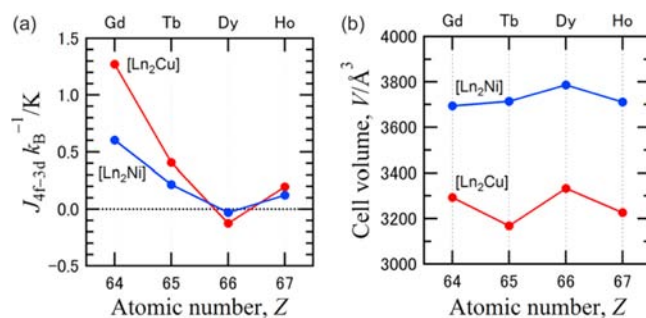 (a)
Gd Tb Dy Ho
1.5
1.0
0.5
0.0
−0.5
[Ln₂Cu]
[Ln₂Ni]
J₄f–3d k_B⁻¹/K
64 65 66 67
Atomic number, Z
(b)
Gd Tb Dy Ho
4000
3800
3600
3400
3200
3000
[Ln₂Ni]
[Ln₂Cu]
Cell volume, V/Å³
64 65 66 67
Atomic number, Z